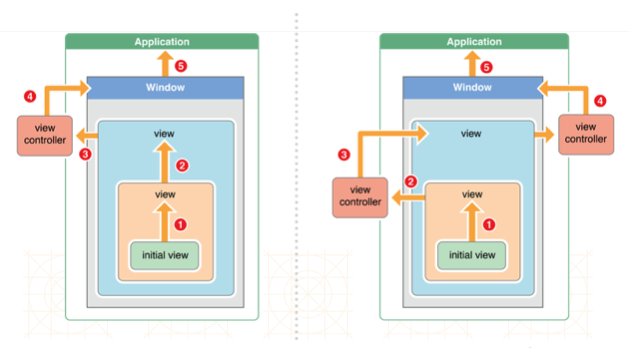 Application
5
Window
4
view
controller
3
view
2
view
1
initial view
Application
5
Window
4
view
controller
view
3
2
view
controller
view
1
initial view